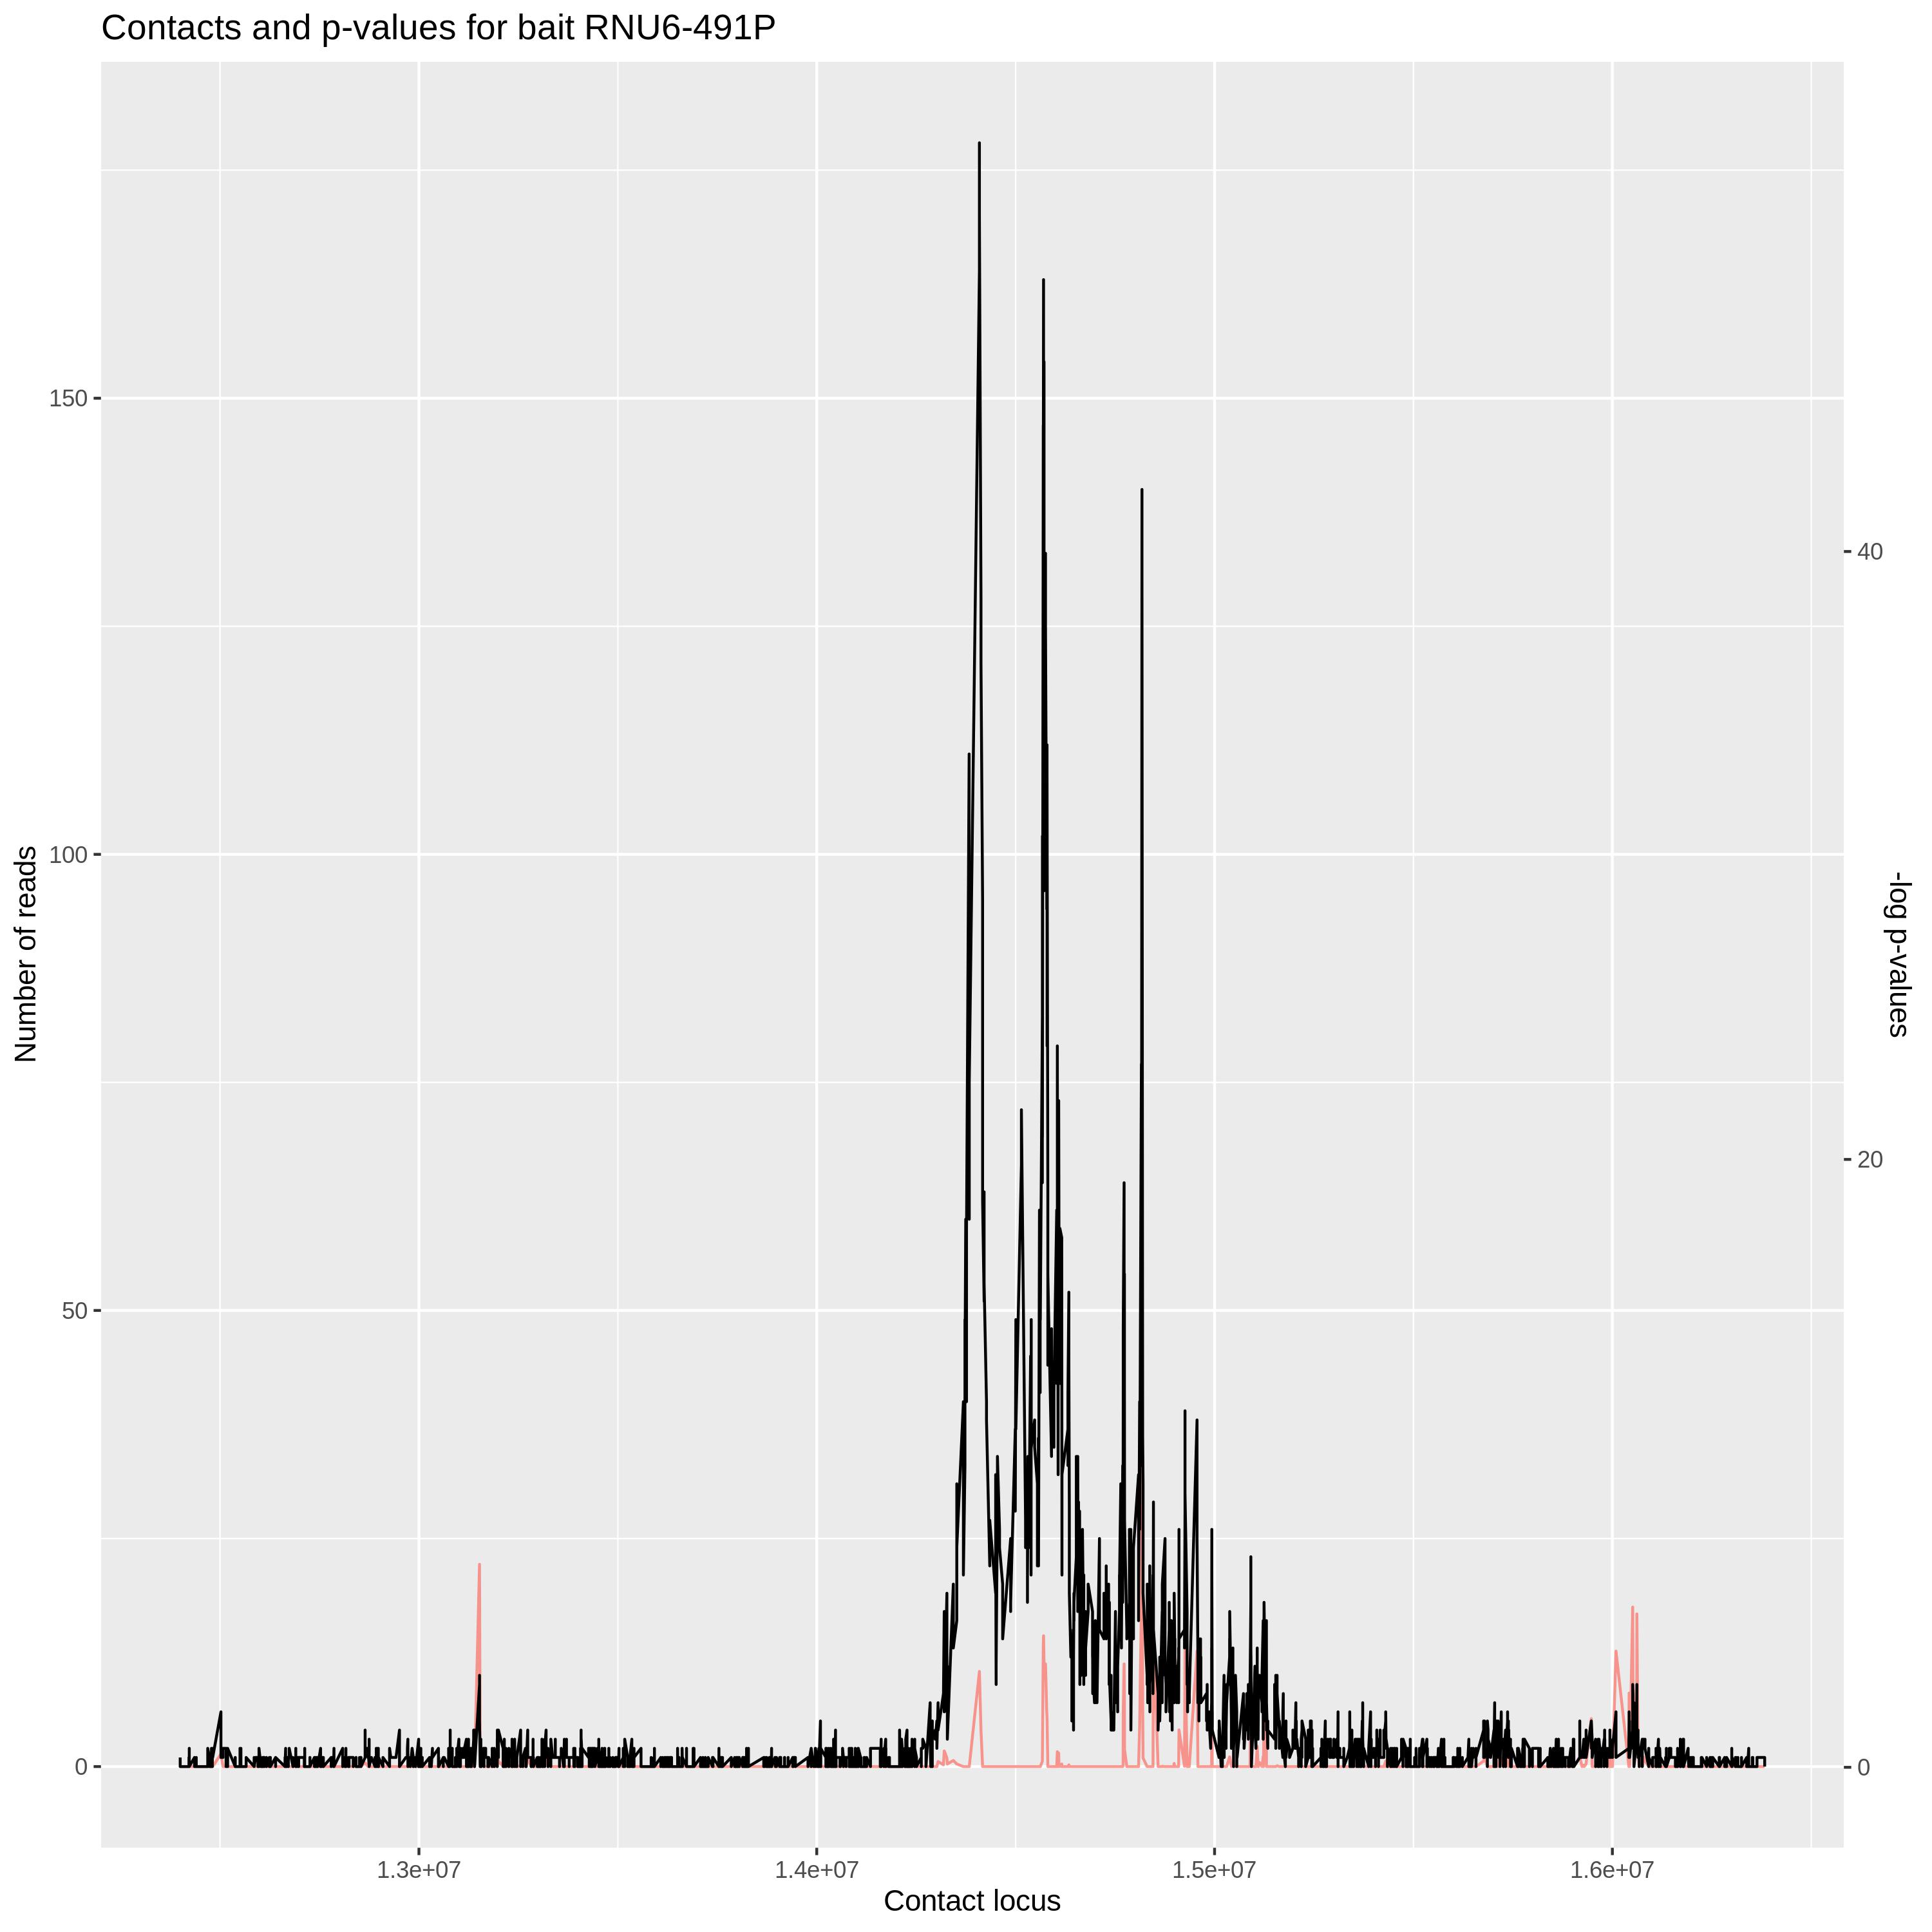 Contacts and p-values for bait RNU6-491P
150
100
50
0
40
20
0
Number of reads
-log p-values
1.3e+07
1.4e+07
1.5e+07
1.6e+07
Contact locus